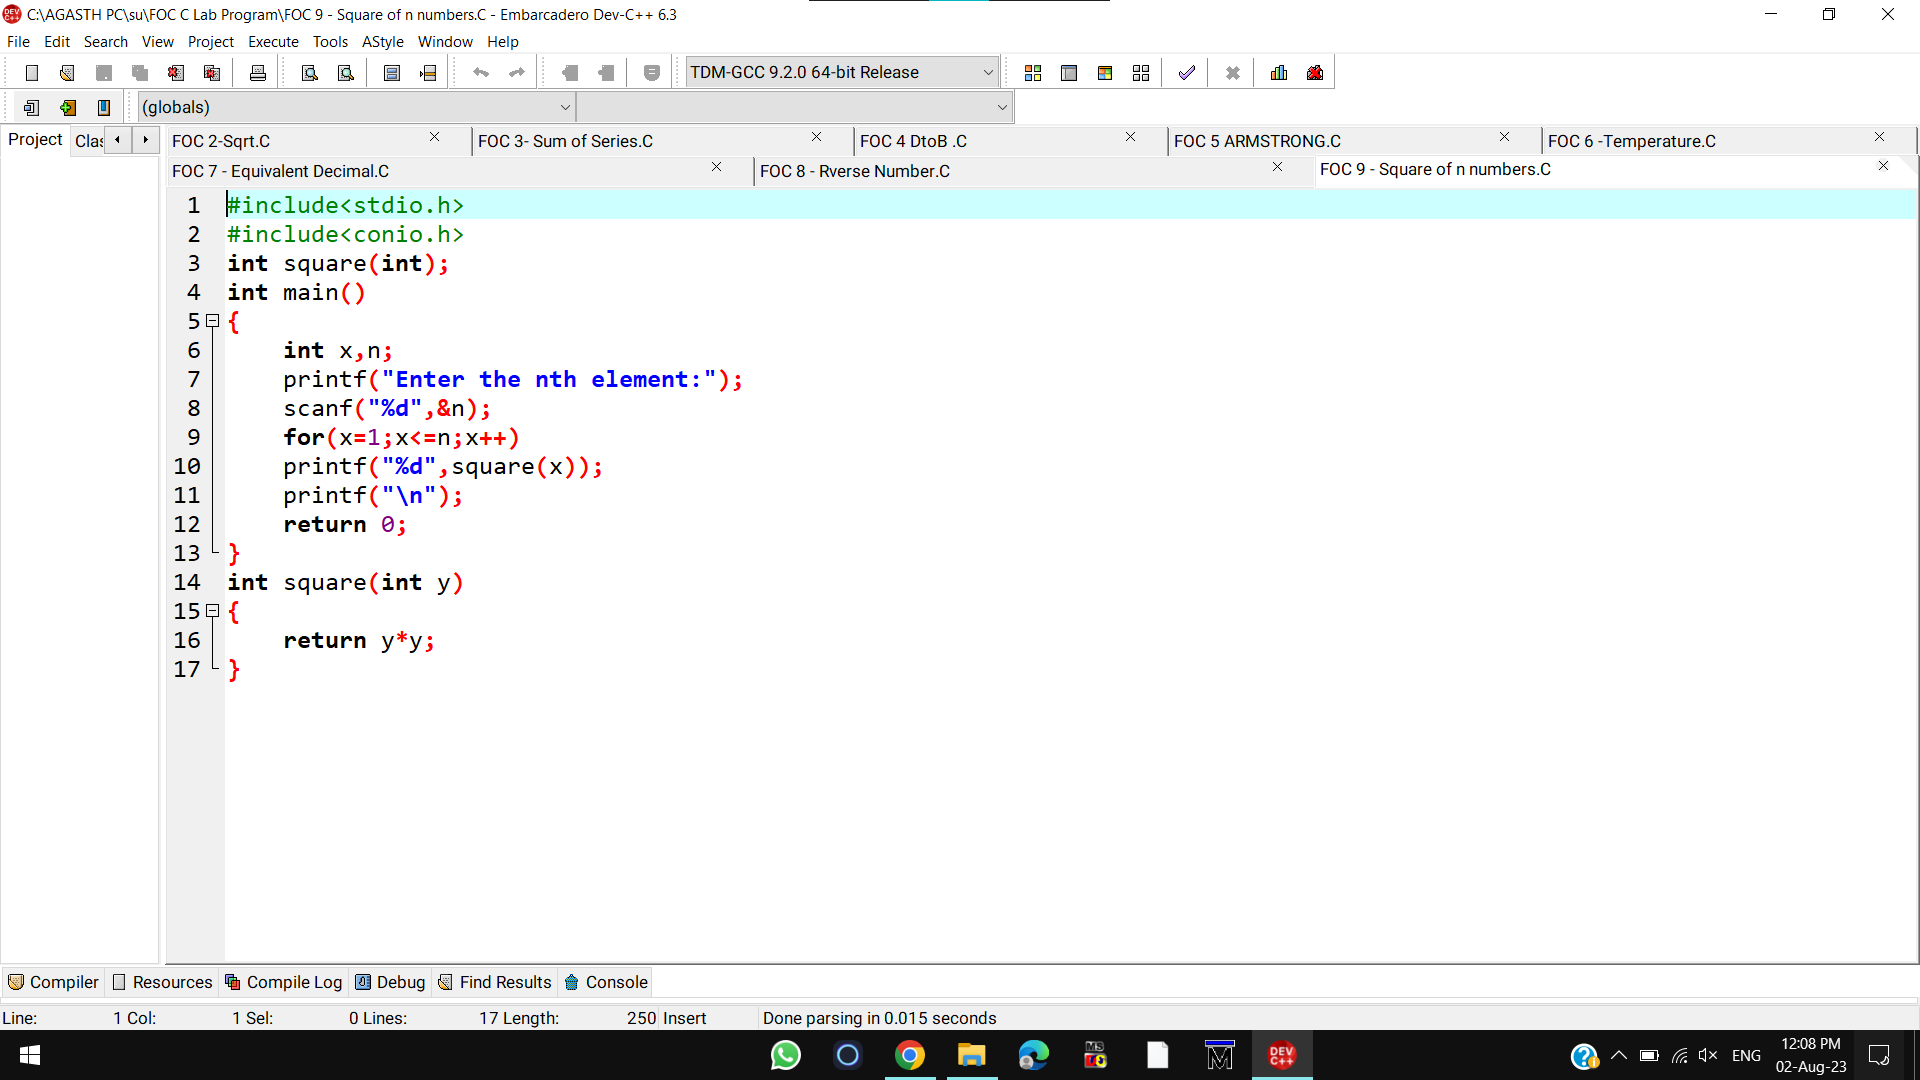 C:\AGASTH PC\su\FOC C Lab Program\FOC 9 - Square of n numbers.C - Embarcadero Dev-C++ 6.3
File Edit Search View Project Execute Tools AStyle Window Help
TDM-GCC 9.2.0 64-bit Release
(globals)
Project Clas
FOC 2-Sqrt.C FOC 3- Sum of Series.C FOC 4 DtoB .C FOC 5 ARMSTRONG.C FOC 6 -Temperature.C
FOC 7 - Equivalent Decimal.C FOC 8 - Rverse Number.C FOC 9 - Square of n numbers.C
1 #include<stdio.h>
2 #include<conio.h>
3 int square(int);
4 int main()
5 {
6 int x,n;
7 printf("Enter the nth element:");
8 scanf("%d",&n);
9 for(x=1;x<=n;x++)
10 printf("%d",square(x));
11 printf("\n");
12 return 0;
13 }
14 int square(int y)
15 {
16 return y*y;
17 }
Compiler Resources Compile Log Debug Find Results Console
Line: 1 Col: 1 Sel: 0 Lines: 17 Length: 250 Insert Done parsing in 0.015 seconds
MS
DEV C++
ENG
12:08 PM
02-Aug-23